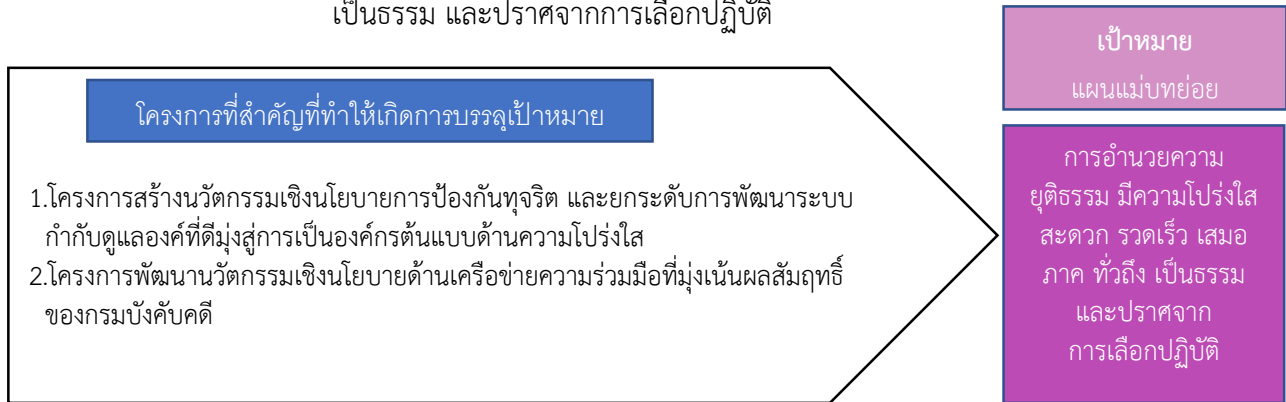 เป็นธรรม และปราศจากการเลือกปฏิบัติ
โครงการที่สำคัญที่ทำให้เกิดการบรรลุเป้าหมาย
1.โครงการสร้างนวัตกรรมเชิงนโยบายการป้องกันทุจริต และยกระดับการพัฒนาระบบ
กำกับดูแลองค์ที่ดีมุ่งสู่การเป็นองค์กรต้นแบบด้านความโปร่งใส
2.โครงการพัฒนานวัตกรรมเชิงนโยบายด้านเครือข่ายความร่วมมือที่มุ่งเน้นผลสัมฤทธิ์
ของกรมบังคับคดี
เป้าหมาย
แผนแม่บทย่อย
การอำนวยความ
ยุติธรรม มีความโปร่งใส
สะดวก รวดเร็ว เสมอ
ภาค ทั่วถึง เป็นธรรม
และปราศจาก
การเลือกปฏิบัติ